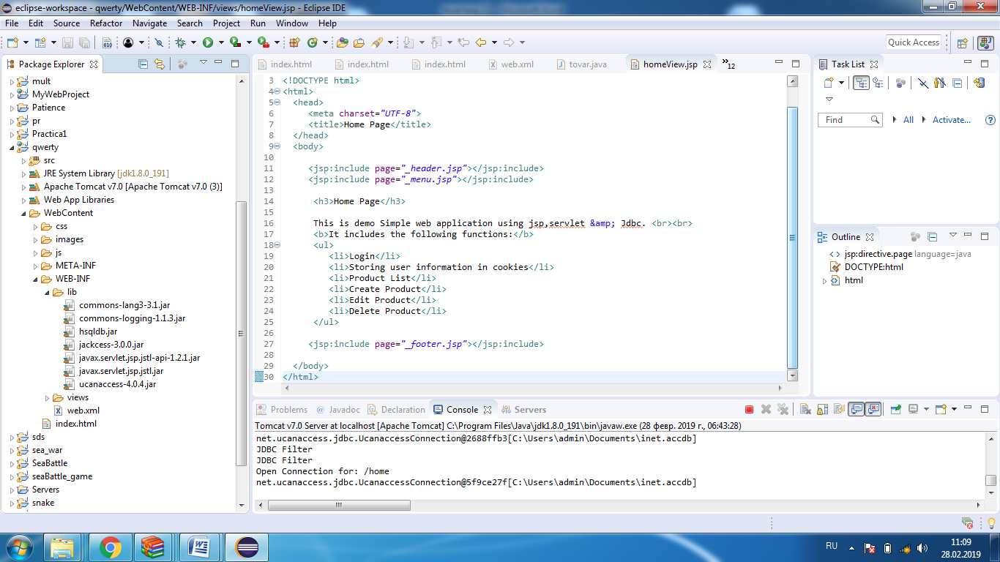 eclipse-workspace - qwerty/WebContent/WEB-INF/views/homeView.jsp - Eclipse IDE
File Edit Source Refactor Navigate Search Project Run Window Help
Quick Access
Package Explorer
mult
MyWebProject
Patience
pr
Practica1
qwerty
src
JRE System Library [jdk1.8.0_191]
Apache Tomcat v7.0 [Apache Tomcat v7.0 (3)]
Web App Libraries
WebContent
css
images
js
META-INF
WEB-INF
lib
commons-lang3-3.1.jar
commons-logging-1.1.3.jar
hsqldb.jar
jackcess-3.0.0.jar
javax.servlet.jsp.jstl-api-1.2.1.jar
javax.servlet.jsp.jstl.jar
ucanaccess-4.0.4.jar
views
web.xml
index.html
sds
sea_war
SeaBattle
seaBattle_game
Servers
snake
index.html index.html index.html web.xml tovar.java homeView.jsp »12
3 <!DOCTYPE html>
4 <html>
5 <head>
6 <meta charset="UTF-8">
7 <title>Home Page</title>
8 </head>
9 <body>
10
11 <jsp:include page="_header.jsp"></jsp:include>
12 <jsp:include page="_menu.jsp"></jsp:include>
13
14 <h3>Home Page</h3>
15
16 This is demo Simple web application using jsp,servlet &amp; Jdbc. <br><br>
17 <b>It includes the following functions:</b>
18 <ul>
19 <li>Login</li>
20 <li>Storing user information in cookies</li>
21 <li>Product List</li>
22 <li>Create Product</li>
23 <li>Edit Product</li>
24 <li>Delete Product</li>
25 </ul>
26
27 <jsp:include page="_footer.jsp"></jsp:include>
28
29 </body>
30 </html>
Task List
Find All Activate...
Outline
jsp:directive.page language=java
DOCTYPE:html
html
Problems @ Javadoc Declaration Console Servers
Tomcat v7.0 Server at localhost [Apache Tomcat] C:\Program Files\Java\jdk1.8.0_191\bin\javaw.exe (28 февр. 2019 г., 06:43:28)
net.ucanaccess.jdbc.UcanaccessConnection@2688ffb3[C:\Users\admin\Documents\inet.accdb]
JDBC Filter
JDBC Filter
Open Connection for: /home
net.ucanaccess.jdbc.UcanaccessConnection@5f9ce27f[C:\Users\admin\Documents\inet.accdb]
RU
11:09
28.02.2019